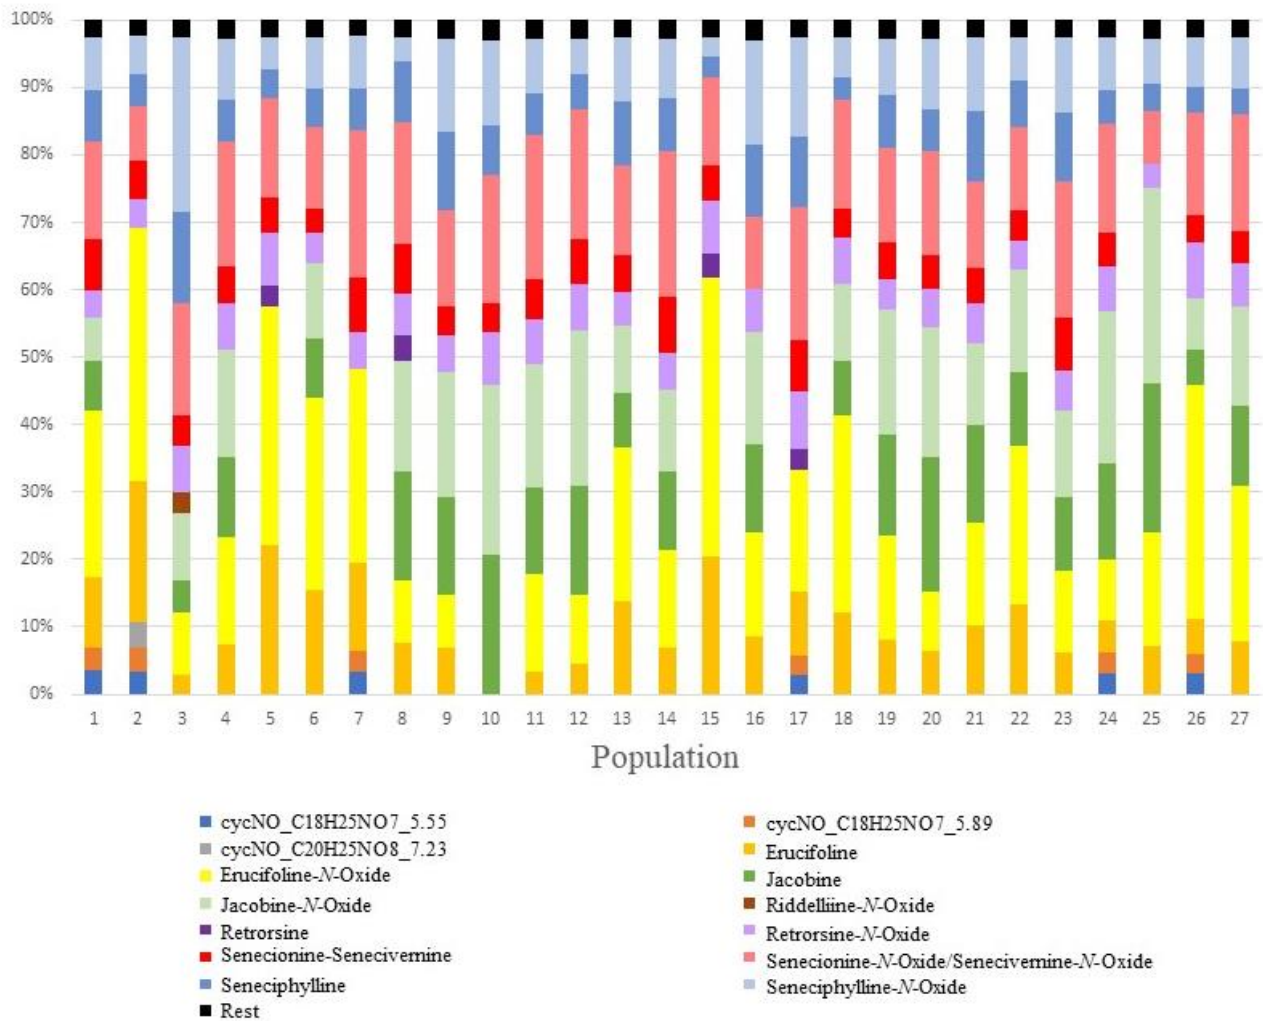 100%
90%
80%
70%
60%
50%
40%
30%
20%
10%
0%
1 2 3 4 5 6 7 8 9 10 11 12 13 14 15 16 17 18 19 20 21 22 23 24 25 26 27
Population
cycNO_C18H25NO7_5.55 cycNO_C18H25NO7_5.89
cycNO_C20H25NO8_7.23 Erucifoline
Erucifoline-N-Oxide Jacobine
Jacobine-N-Oxide Riddelliine-N-Oxide
Retrorsine Retrorsine-N-Oxide
Senecionine-Senecivernine Senecionine-N-Oxide/Senecivernine-N-Oxide
Seneciphylline Seneciphylline-N-Oxide
Rest